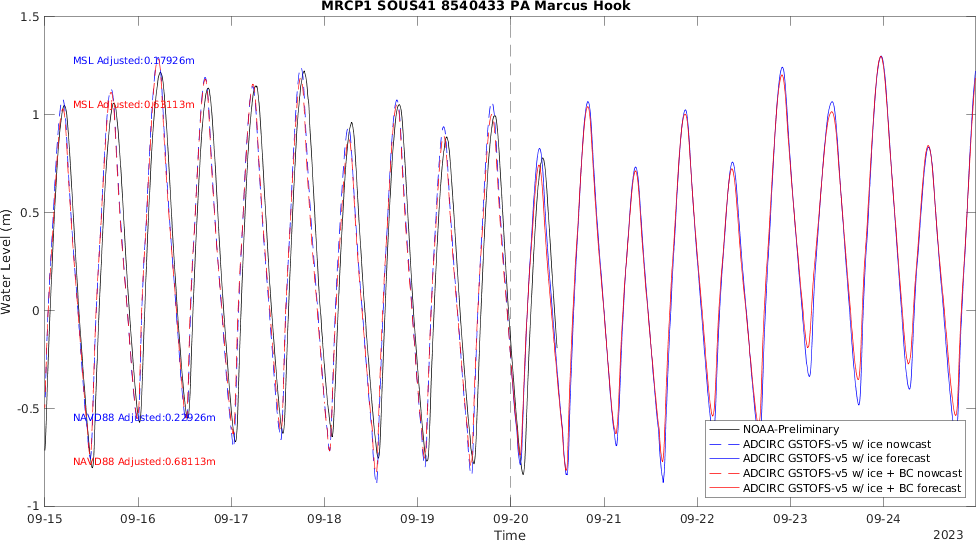 MRCP1 SOUS41 8540433 PA Marcus Hook
Water Level (m)
1.5
1
0.5
0
-0.5
-1
MSL Adjusted:0.17926m
MSL Adjusted:0.63113m
NAVD88 Adjusted:0.22926m
NAVD88 Adjusted:0.68113m
NOAA-Preliminary
ADCIRC GSTOFS-v5 w/ ice nowcast
ADCIRC GSTOFS-v5 w/ ice forecast
ADCIRC GSTOFS-v5 w/ ice + BC nowcast
ADCIRC GSTOFS-v5 w/ ice + BC forecast
09-15 09-16 09-17 09-18 09-19 09-20 09-21 09-22 09-23 09-24
Time
2023